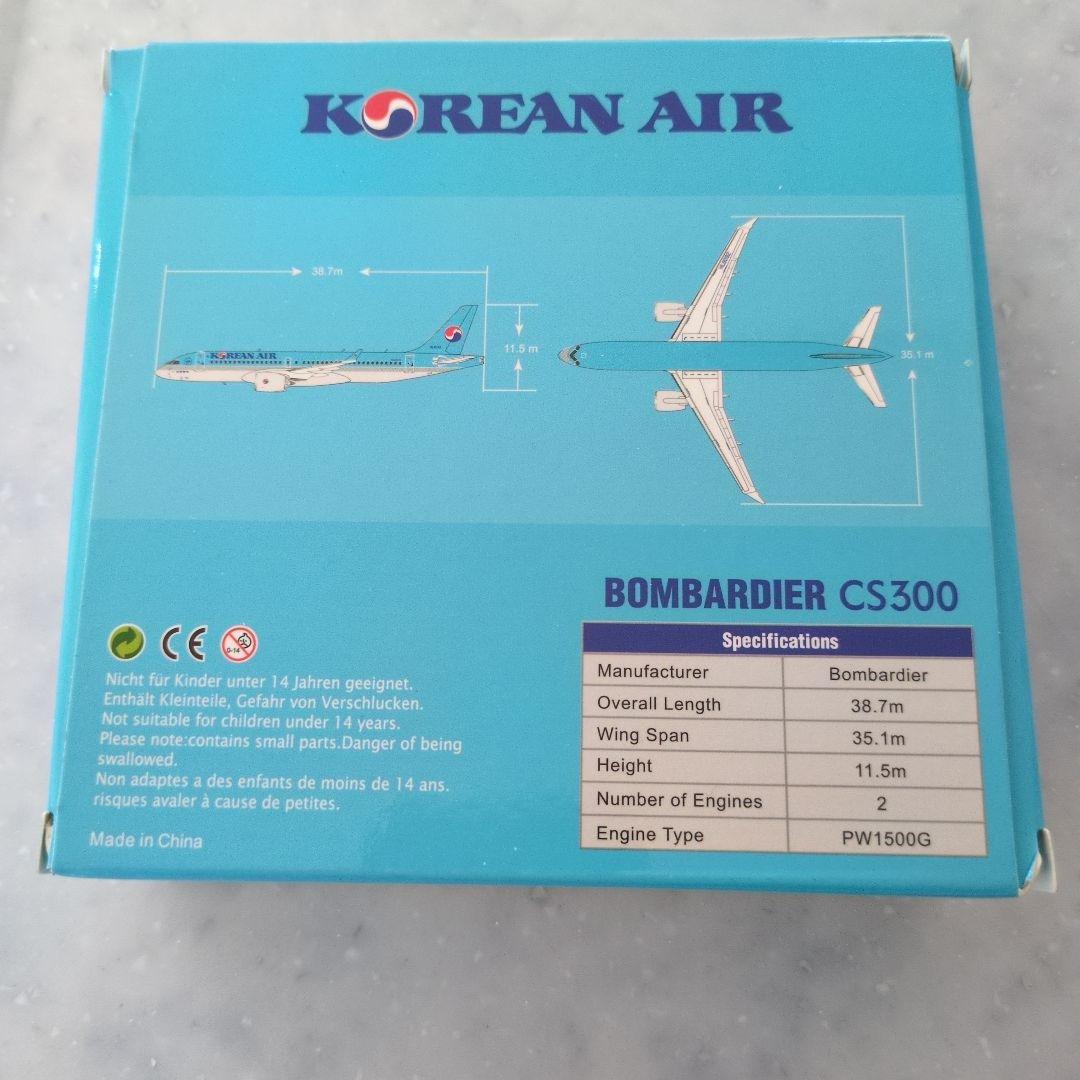 KOREAN AIR
38.7m
KOREAN AIR
11.5 m
35.1 m
BOMBARDIER CS300
Specifications
Manufacturer Bombardier
Overall Length 38.7m
Wing Span 35.1m
Height 11.5m
Number of Engines 2
Engine Type PW1500G
CE
0-14
Nicht für Kinder unter 14 Jahren geeignet.
Enthält Kleinteile, Gefahr von Verschlucken.
Not suitable for children under 14 years.
Please note:contains small parts.Danger of being
swallowed.
Non adaptes a des enfants de moins de 14 ans.
risques avaler à cause de petites.
Made in China